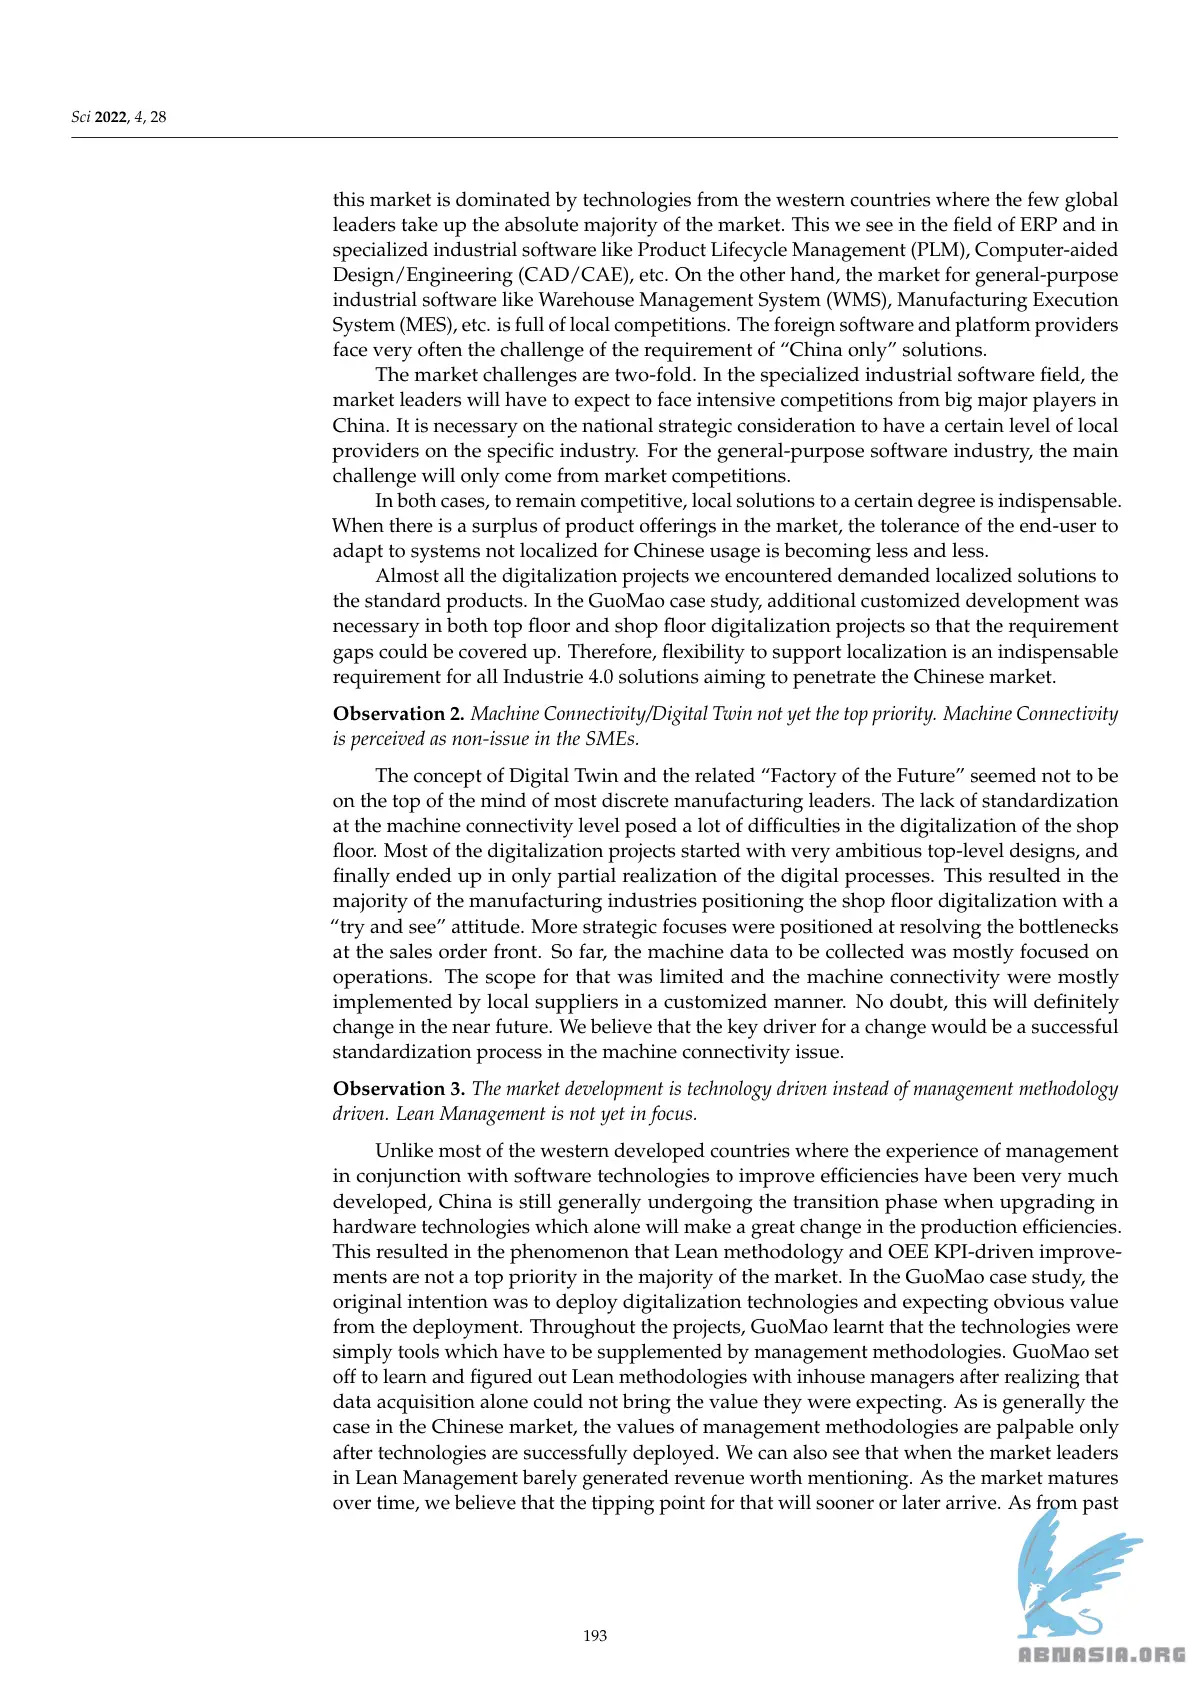 Sci 2022, 4, 28
this market is dominated by technologies from the western countries where the few global
leaders take up the absolute majority of the market. This we see in the field of ERP and in
specialized industrial software like Product Lifecycle Management (PLM), Computer-aided
Design/Engineering (CAD/CAE), etc. On the other hand, the market for general-purpose
industrial software like Warehouse Management System (WMS), Manufacturing Execution
System (MES), etc. is full of local competitions. The foreign software and platform providers
face very often the challenge of the requirement of “China only” solutions.
The market challenges are two-fold. In the specialized industrial software field, the
market leaders will have to expect to face intensive competitions from big major players in
China. It is necessary on the national strategic consideration to have a certain level of local
providers on the specific industry. For the general-purpose software industry, the main
challenge will only come from market competitions.
In both cases, to remain competitive, local solutions to a certain degree is indispensable.
When there is a surplus of product offerings in the market, the tolerance of the end-user to
adapt to systems not localized for Chinese usage is becoming less and less.
Almost all the digitalization projects we encountered demanded localized solutions to
the standard products. In the GuoMao case study, additional customized development was
necessary in both top floor and shop floor digitalization projects so that the requirement
gaps could be covered up. Therefore, flexibility to support localization is an indispensable
requirement for all Industrie 4.0 solutions aiming to penetrate the Chinese market.
Observation 2. Machine Connectivity/Digital Twin not yet the top priority. Machine Connectivity
is perceived as non-issue in the SMEs.
The concept of Digital Twin and the related “Factory of the Future” seemed not to be
on the top of the mind of most discrete manufacturing leaders. The lack of standardization
at the machine connectivity level posed a lot of difficulties in the digitalization of the shop
floor. Most of the digitalization projects started with very ambitious top-level designs, and
finally ended up in only partial realization of the digital processes. This resulted in the
majority of the manufacturing industries positioning the shop floor digitalization with a
“try and see” attitude. More strategic focuses were positioned at resolving the bottlenecks
at the sales order front. So far, the machine data to be collected was mostly focused on
operations. The scope for that was limited and the machine connectivity were mostly
implemented by local suppliers in a customized manner. No doubt, this will definitely
change in the near future. We believe that the key driver for a change would be a successful
standardization process in the machine connectivity issue.
Observation 3. The market development is technology driven instead of management methodology
driven. Lean Management is not yet in focus.
Unlike most of the western developed countries where the experience of management
in conjunction with software technologies to improve efficiencies have been very much
developed, China is still generally undergoing the transition phase when upgrading in
hardware technologies which alone will make a great change in the production efficiencies.
This resulted in the phenomenon that Lean methodology and OEE KPI-driven improve-
ments are not a top priority in the majority of the market. In the GuoMao case study, the
original intention was to deploy digitalization technologies and expecting obvious value
from the deployment. Throughout the projects, GuoMao learnt that the technologies were
simply tools which have to be supplemented by management methodologies. GuoMao set
off to learn and figured out Lean methodologies with inhouse managers after realizing that
data acquisition alone could not bring the value they were expecting. As is generally the
case in the Chinese market, the values of management methodologies are palpable only
after technologies are successfully deployed. We can also see that when the market leaders
in Lean Management barely generated revenue worth mentioning. As the market matures
over time, we believe that the tipping point for that will sooner or later arrive. As from past
193
ABNASIA.ORG